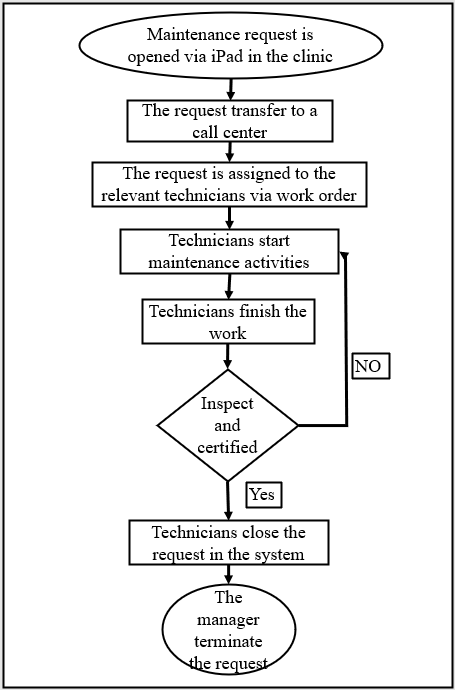 Maintenance request is
opened via iPad in the clinic
The request transfer to a
call center
The request is assigned to the
relevant technicians via work order
Technicians start
maintenance activities
Technicians finish the
work
NO
Inspect
and
certified
Yes
Technicians close the
request in the system
The
manager
terminate
the request